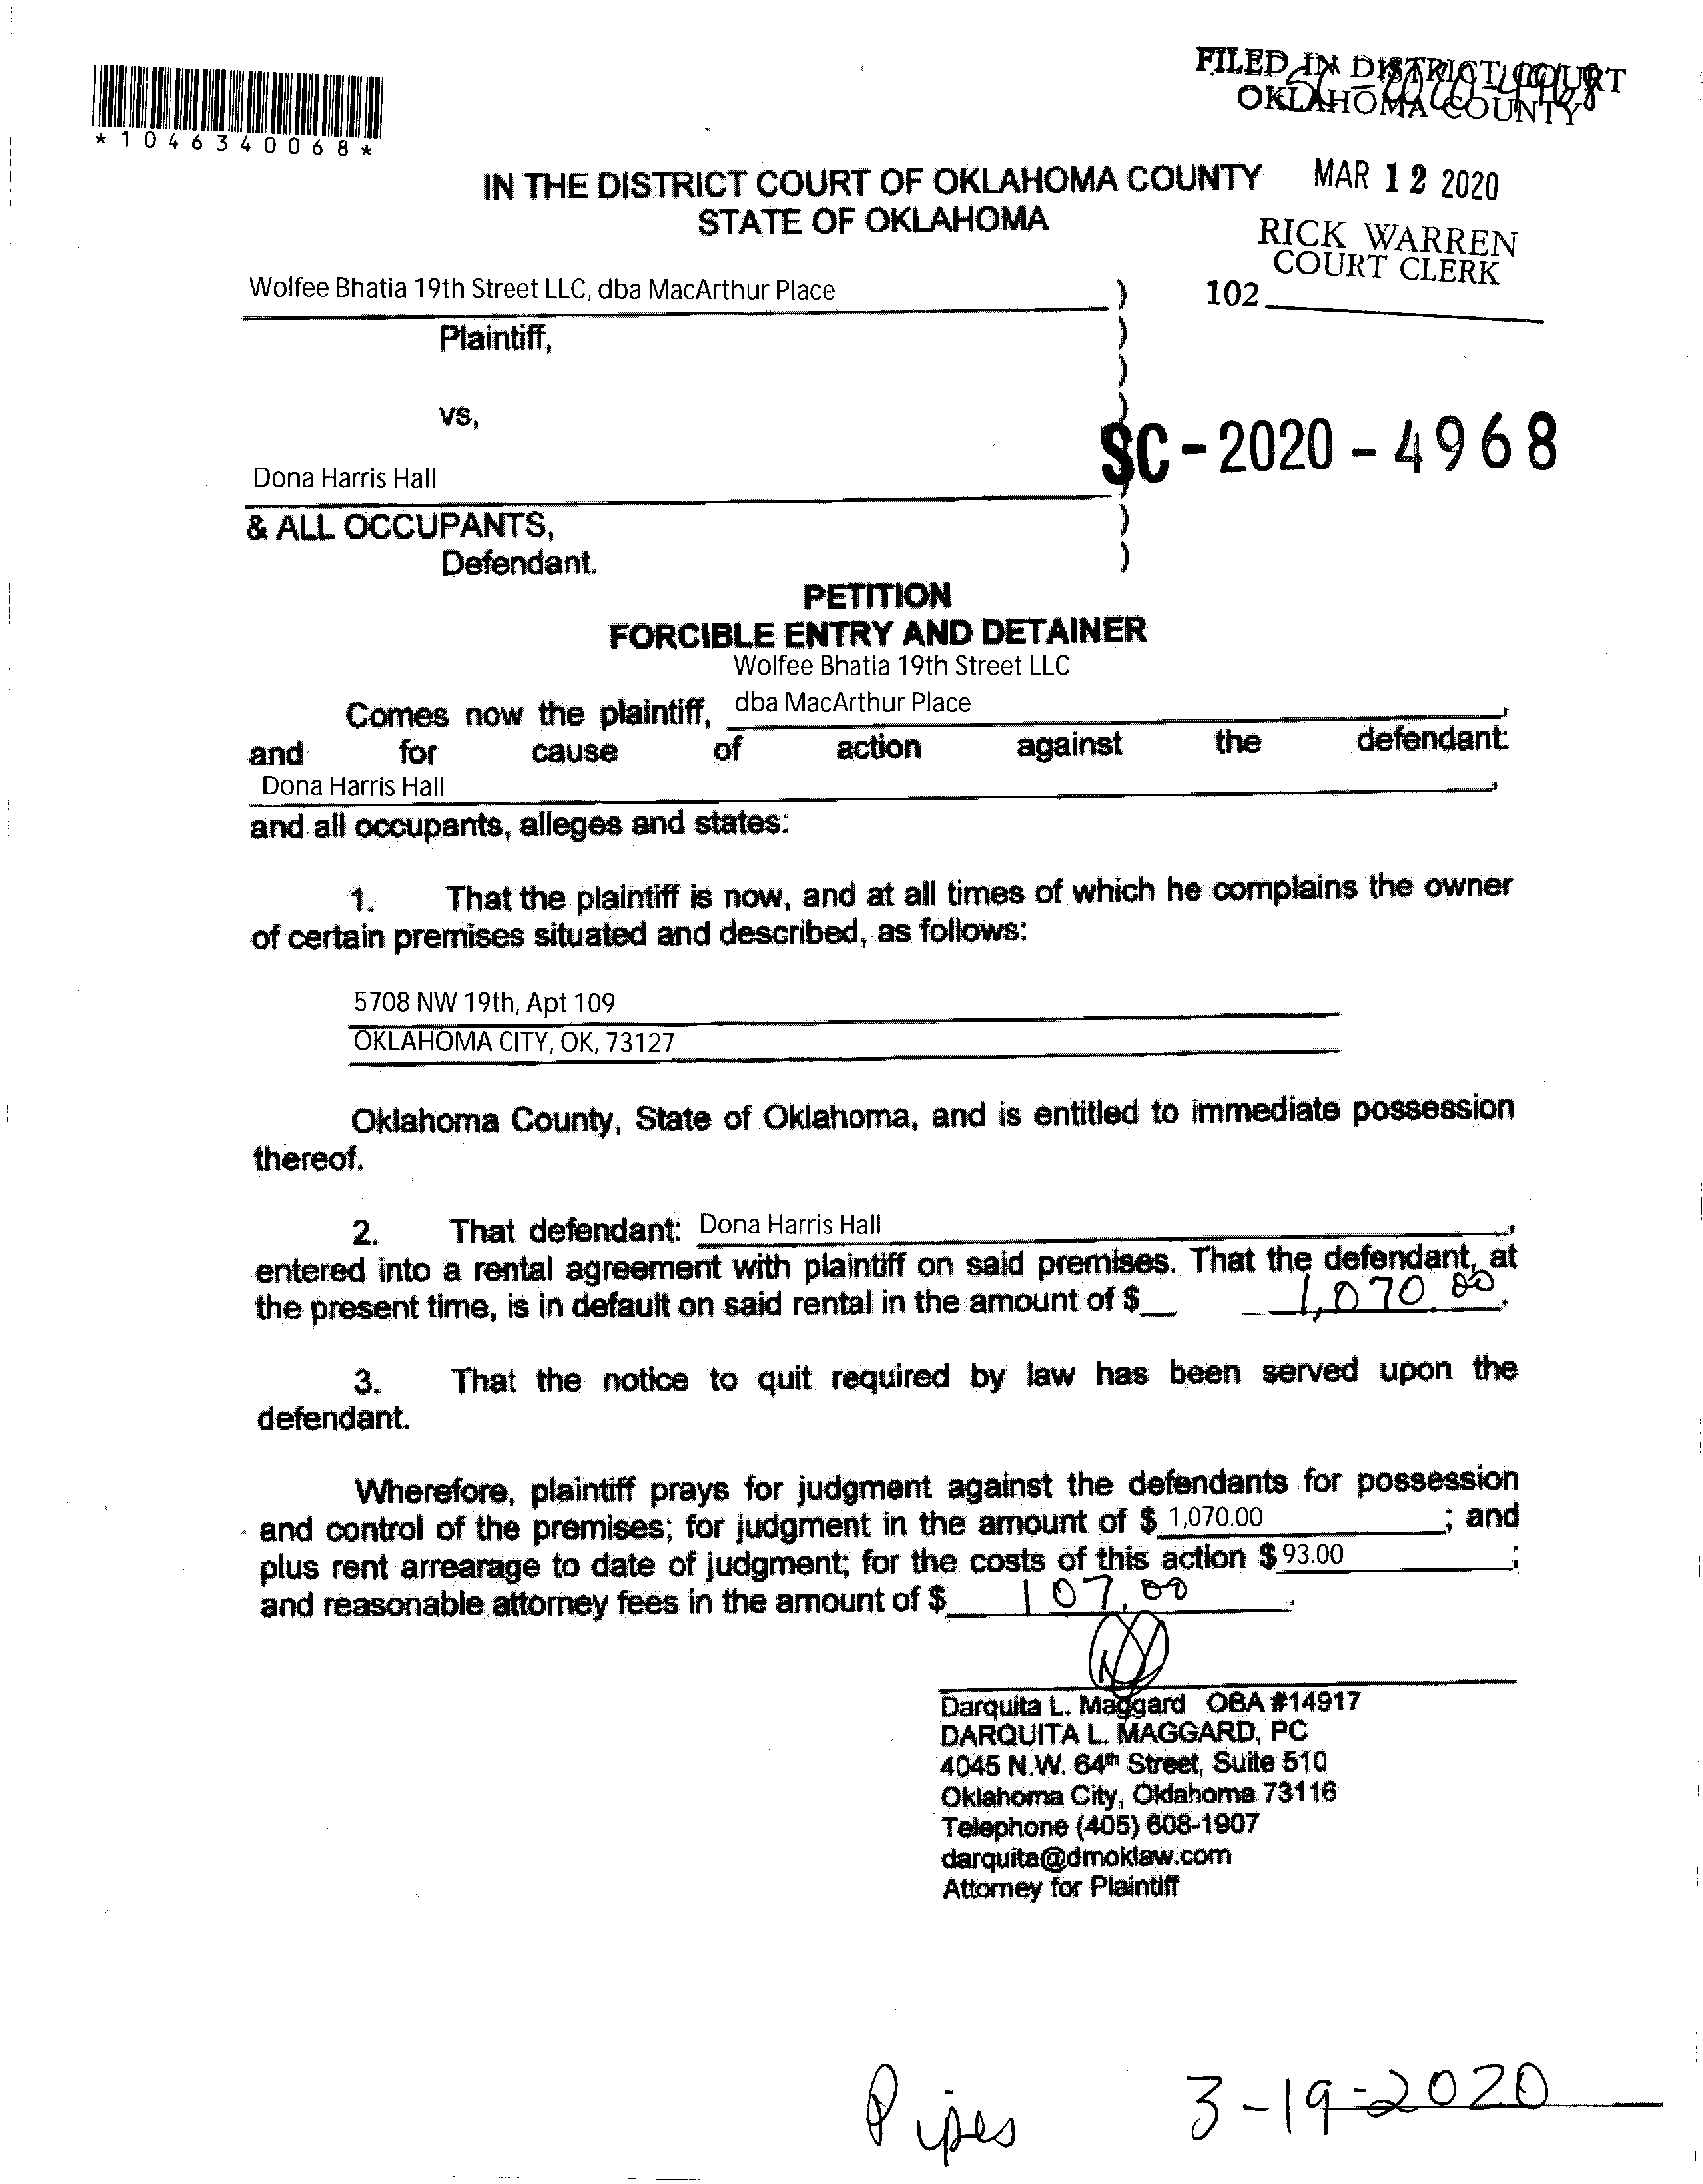 *1046340068*
FILED IN DISTRICT COURT
OKLAHOMA COUNTY
SC-2020-4968
MAR 12 2020
RICK WARREN
COURT CLERK
102
IN THE DISTRICT COURT OF OKLAHOMA COUNTY
STATE OF OKLAHOMA
Wolfee Bhatia 19th Street LLC, dba MacArthur Place )
Plaintiff, )
)
vs, )
SC-2020-4968
Dona Harris Hall )
& ALL OCCUPANTS, )
Defendant. )
PETITION
FORCIBLE ENTRY AND DETAINER
Wolfee Bhatia 19th Street LLC
Comes now the plaintiff, dba MacArthur Place,
and for cause of action against the defendant:
Dona Harris Hall,
and all occupants, alleges and states:
1. That the plaintiff is now, and at all times of which he complains the owner
of certain premises situated and described, as follows:
5708 NW 19th, Apt 109
OKLAHOMA CITY, OK, 73127
Oklahoma County, State of Oklahoma, and is entitled to immediate possession
thereof.
2. That defendant: Dona Harris Hall,
entered into a rental agreement with plaintiff on said premises. That the defendant, at
the present time, is in default on said rental in the amount of $ 1,070.00.
3. That the notice to quit required by law has been served upon the
defendant.
Wherefore, plaintiff prays for judgment against the defendants for possession
and control of the premises; for judgment in the amount of $ 1,070.00; and
plus rent arrearage to date of judgment; for the costs of this action $ 93.00;
and reasonable attorney fees in the amount of $ 107.00.
Darquita L. Maggard OBA #14917
DARQUITA L. MAGGARD, PC
4045 N.W. 64th Street, Suite 510
Oklahoma City, Oklahoma 73116
Telephone (405) 608-1907
darquita@dmoklaw.com
Attorney for Plaintiff
Pipes 3-19-2020